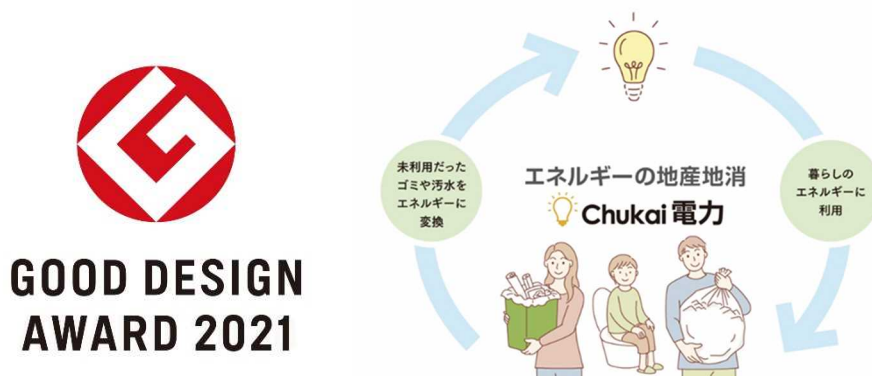 GOOD DESIGN
AWARD 2021
未利用だった
ゴミや汚水を
エネルギーに
変換
エネルギーの地産地消
Chukai電力
暮らしの
エネルギーに
利用